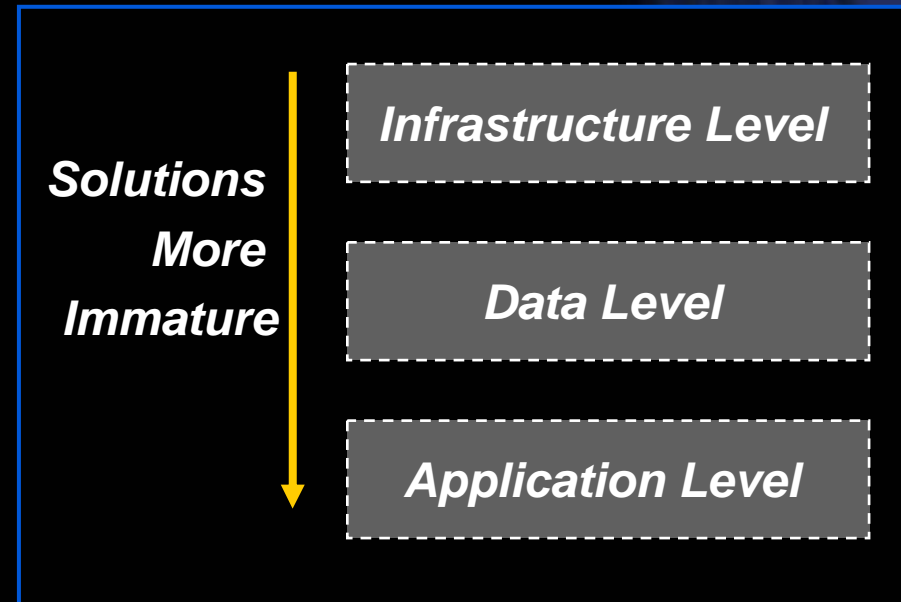 Infrastructure Level
Solutions
More
Immature
Data Level
Application Level